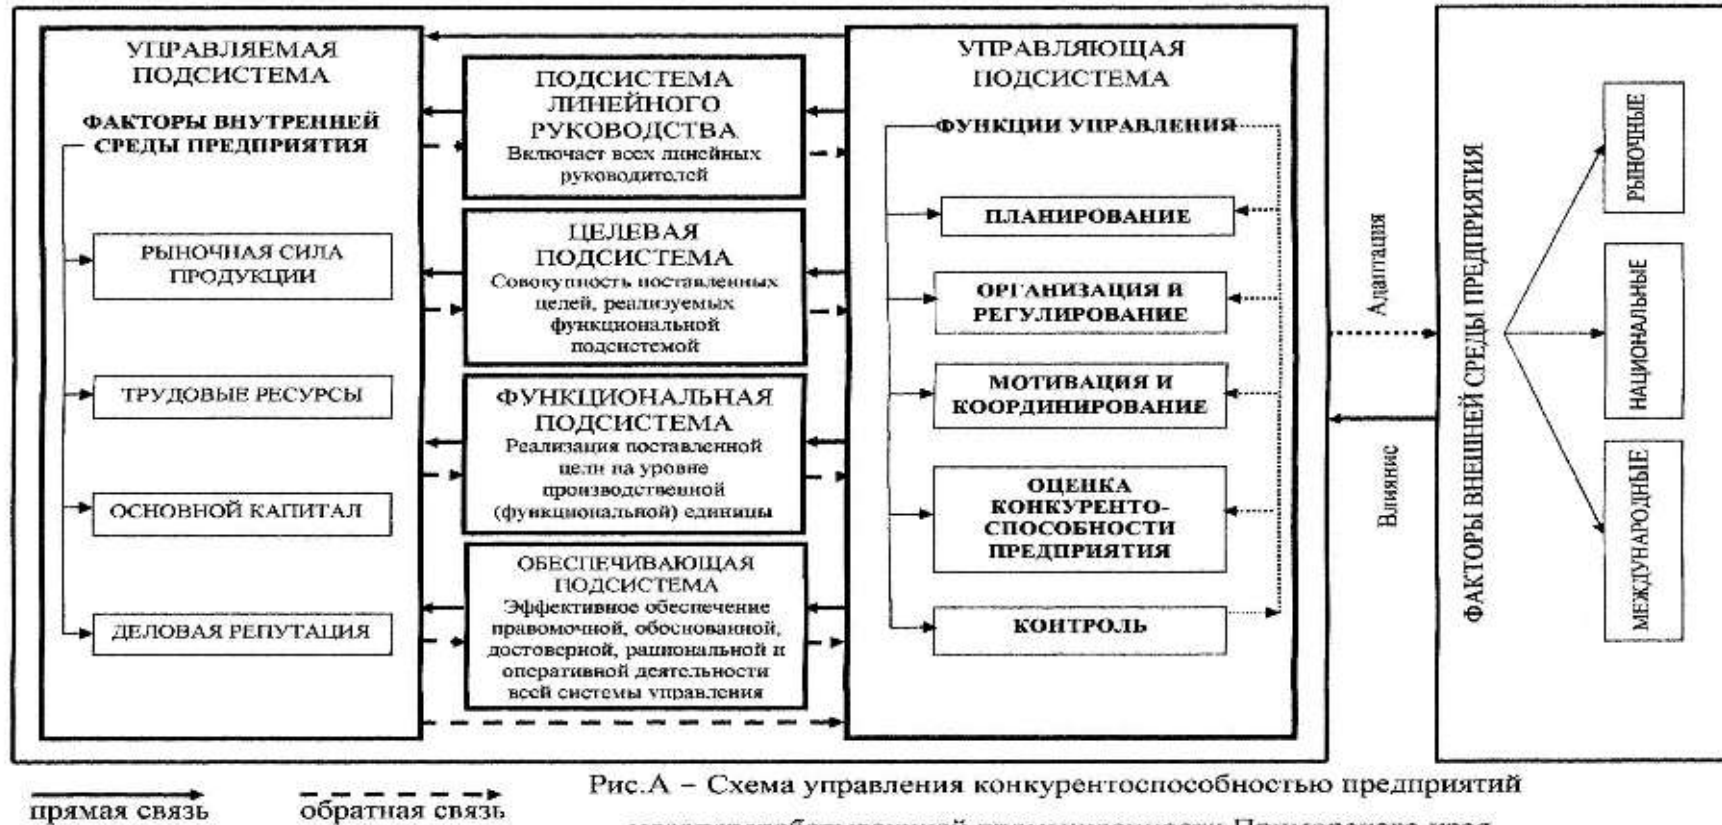 УПРАВЛЯЕМАЯ
ПОДСИСТЕМА
ФАКТОРЫ ВНУТРЕННЕЙ
СРЕДЫ ПРЕДПРИЯТИЯ
РЫНОЧНАЯ СИЛА
ПРОДУКЦИИ
ТРУДОВЫЕ РЕСУРСЫ
ОСНОВНОЙ КАПИТАЛ
ДЕЛОВАЯ РЕПУТАЦИЯ
ПОДСИСТЕМА
ЛИНЕЙНОГО
РУКОВОДСТВА
Включает всех линейных
руководителей
ЦЕЛЕВАЯ
ПОДСИСТЕМА
Совокупность поставленных
целей, реализуемых
функциональной
подсистемой
ФУНКЦИОНАЛЬНАЯ
ПОДСИСТЕМА
Реализация поставленной
цели на уровне
производственной
(функциональной) единицы
ОБЕСПЕЧИВАЮЩАЯ
ПОДСИСТЕМА
Эффективное обеспечение
правомочной, обоснованной,
достоверной, рациональной и
оперативной деятельности
всей системы управления
УПРАВЛЯЮЩАЯ
ПОДСИСТЕМА
ФУНКЦИИ УПРАВЛЕНИЯ
ПЛАНИРОВАНИЕ
ОРГАНИЗАЦИЯ И
РЕГУЛИРОВАНИЕ
МОТИВАЦИЯ И
КООРДИНИРОВАНИЕ
ОЦЕНКА
КОНКУРЕНТО-
СПОСОБНОСТИ
ПРЕДПРИЯТИЯ
КОНТРОЛЬ
Адаптация
Влияние
ФАКТОРЫ ВНЕШНЕЙ СРЕДЫ ПРЕДПРИЯТИЯ
РЫНОЧНЫЕ
НАЦИОНАЛЬНЫЕ
МЕЖДУНАРОДНЫЕ
прямая связь
обратная связь
Рис.А – Схема управления конкурентоспособностью предприятий
Приморского края